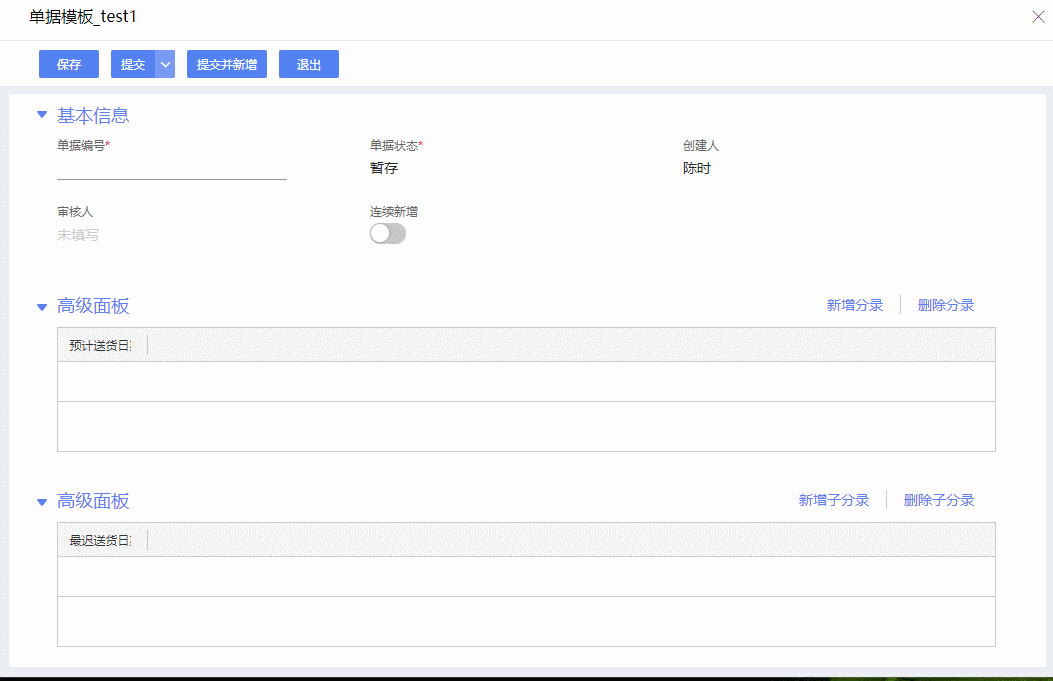 单据模板_test1
保存 提交 提交并新增 退出
基本信息
单据编号* 单据状态* 创建人
暂存 陈时
审核人 连续新增
未填写
高级面板 新增分录 删除分录
预计送货日
高级面板 新增子分录 删除子分录
最迟送货日